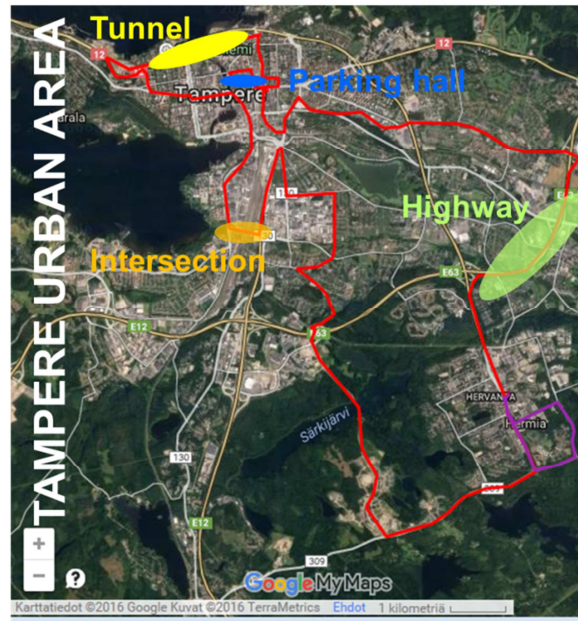 TAMPERE URBAN AREA
Tunnel
12
12
Parking hall
Tampere
Highway
Intersection
E63
E12
E63
HERVANTA
Hermia
Särkijärvi
130
E12
309
+
−
?
Google My Maps
Karttatiedot ©2016 Google Kuvat ©2016 TerraMetrics Ehdot 1 kilometriä